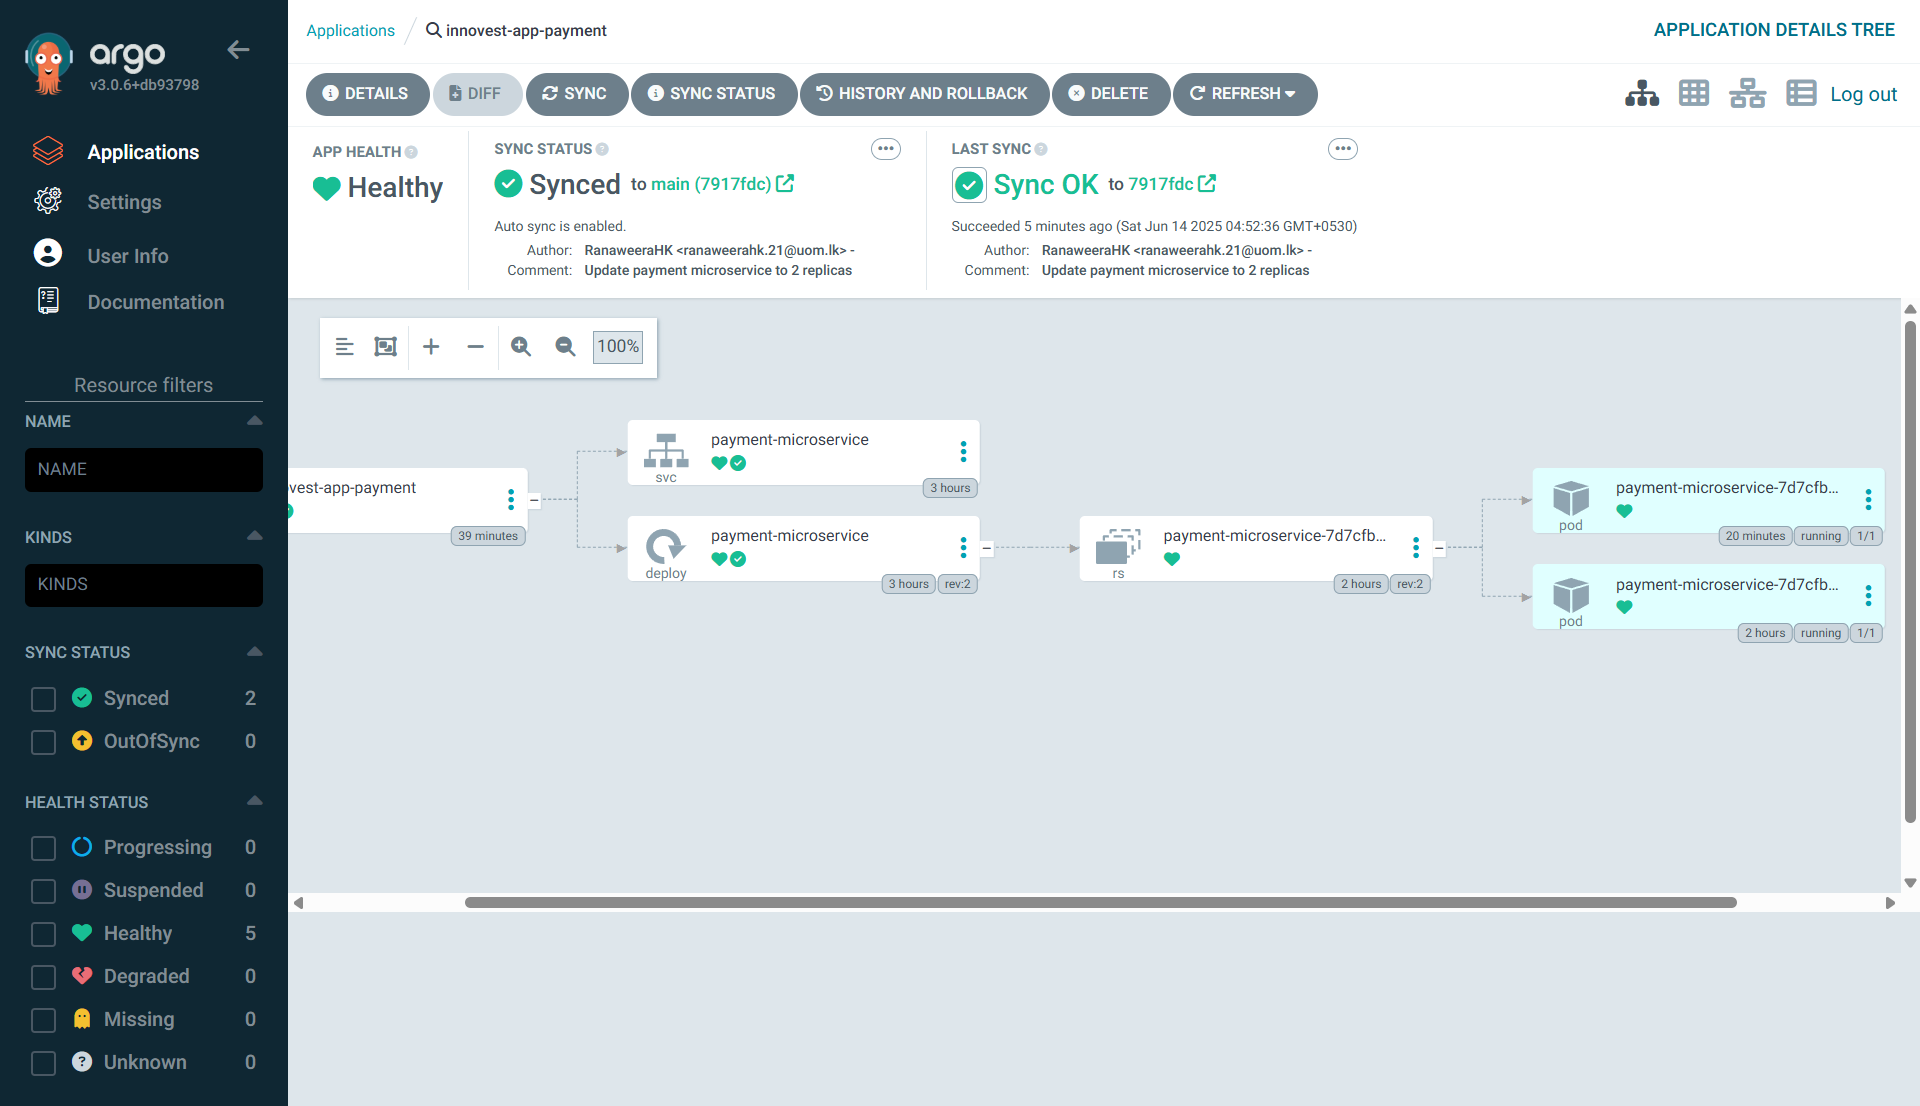 argo
v3.0.6+db93798
Applications
Settings
User Info
Documentation
Resource filters
NAME
NAME
KINDS
KINDS
SYNC STATUS
Synced 2
OutOfSync 0
HEALTH STATUS
Progressing 0
Suspended 0
Healthy 5
Degraded 0
Missing 0
Unknown 0
Applications / innovest-app-payment
APPLICATION DETAILS TREE
DETAILS DIFF SYNC SYNC STATUS HISTORY AND ROLLBACK DELETE REFRESH
Log out
APP HEALTH
Healthy
SYNC STATUS
Synced to main (7917fdc)
Auto sync is enabled.
Author: RanaweeraHK <ranaweerahk.21@uom.lk> -
Comment: Update payment microservice to 2 replicas
LAST SYNC
Sync OK to 7917fdc
Succeeded 5 minutes ago (Sat Jun 14 2025 04:52:36 GMT+0530)
Author: RanaweeraHK <ranaweerahk.21@uom.lk> -
Comment: Update payment microservice to 2 replicas
100%
vest-app-payment
39 minutes
payment-microservice
svc
3 hours
payment-microservice
deploy
3 hours rev:2
payment-microservice-7d7cfb...
rs
2 hours rev:2
payment-microservice-7d7cfb...
pod
20 minutes running 1/1
payment-microservice-7d7cfb...
pod
2 hours running 1/1